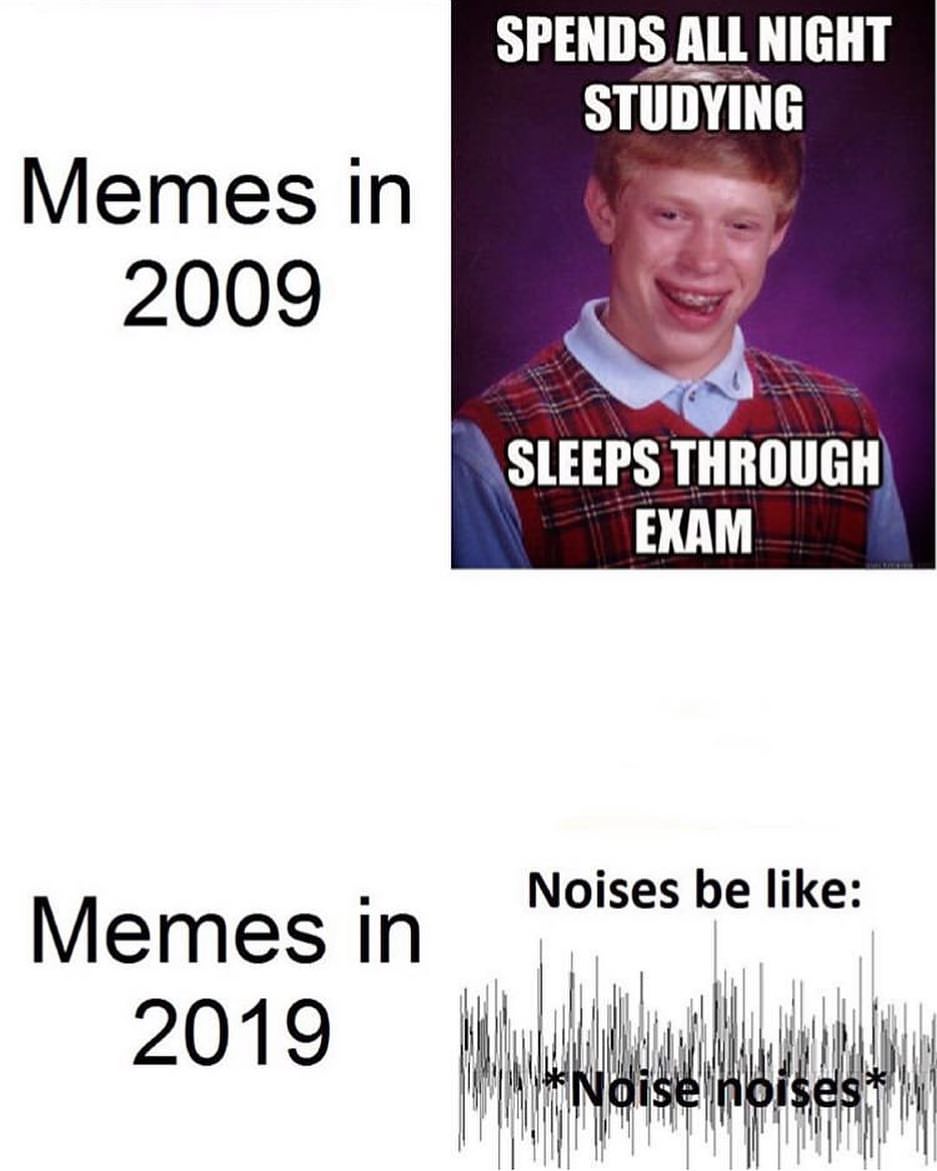 SPENDS ALL NIGHT
STUDYING
Memes in
2009
SLEEPS THROUGH
EXAM
Noises be like:
Memes in
2019
*Noise noises*